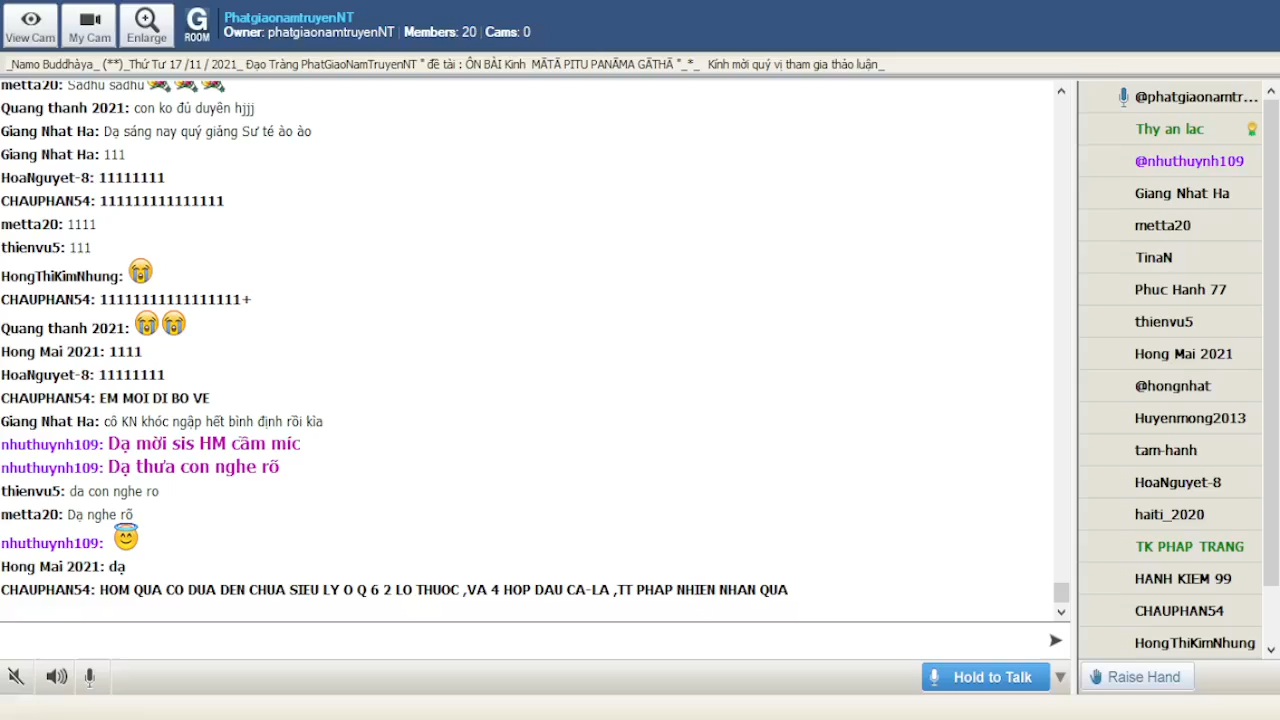 View Cam
My Cam
Enlarge
G
ROOM
PhatgiaonamtruyenNT
Owner: phatgiaonamtruyenNT | Members: 20 | Cams: 0
_Namo Buddhàya_ (**)_Thứ Tư 17 /11 / 2021_ Đạo Tràng PhatGiaoNamTruyenNT " đề tài : ÔN BÀI Kinh MĀTĀ PITU PANĀMA GĀTHĀ "_*_ Kính mời quý vị tham gia thảo luận_
metta20: Sadhu sadhu
Quang thanh 2021: con ko đủ duyên hjjj
Giang Nhat Ha: Dạ sáng nay quý giảng Sư té ào ào
Giang Nhat Ha: 111
HoaNguyet-8: 11111111
CHAUPHAN54: 111111111111111
metta20: 1111
thienvu5: 111
HongThiKimNhung:
CHAUPHAN54: 11111111111111111+
Quang thanh 2021:
Hong Mai 2021: 1111
HoaNguyet-8: 11111111
CHAUPHAN54: EM MOI DI BO VE
Giang Nhat Ha: cô KN khóc ngập hết bình định rồi kìa
nhuthuynh109: Dạ mời sis HM cầm míc
nhuthuynh109: Dạ thưa con nghe rõ
thienvu5: da con nghe ro
metta20: Dạ nghe rõ
nhuthuynh109:
Hong Mai 2021: dạ
CHAUPHAN54: HOM QUA CO DUA DEN CHUA SIEU LY O Q 6 2 LO THUOC ,VA 4 HOP DAU CA-LA ,TT PHAP NHIEN NHAN QUA
@phatgiaonamtr...
Thy an lac
@nhuthuynh109
Giang Nhat Ha
metta20
TinaN
Phuc Hanh 77
thienvu5
Hong Mai 2021
@hongnhat
Huyenmong2013
tam-hanh
HoaNguyet-8
haiti_2020
TK PHAP TRANG
HANH KIEM 99
CHAUPHAN54
HongThiKimNhung
Hold to Talk
Raise Hand